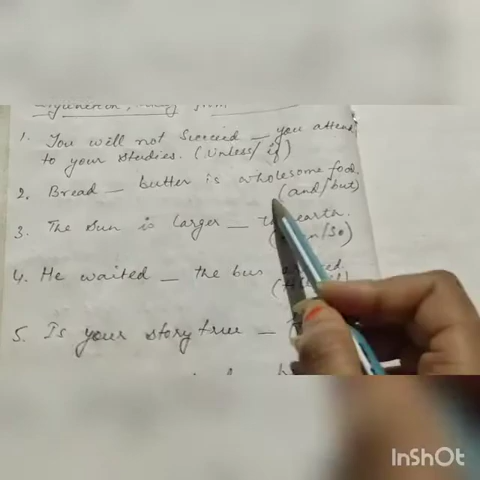 1. You will not succeed _ you attend
to your studies. (Unless/if)
2. Bread _ butter is wholesome food.
(and/but)
3. The sun is larger _ the earth.
/So)
4. He waited _ the bus arrived.
5. Is your story true _
InShOt